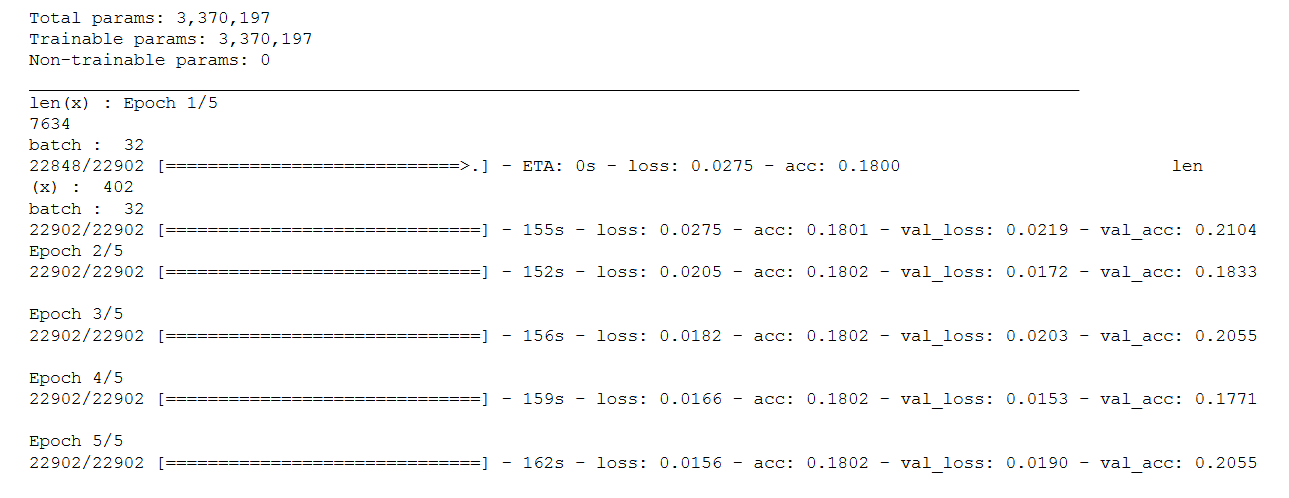 Total params: 3,370,197
Trainable params: 3,370,197
Non-trainable params: 0
____________________________________________________________________________________________________
len(x) : Epoch 1/5
7634
batch :  32
22848/22902 [============================>.] - ETA: 0s - loss: 0.0275 - acc: 0.1800                          len
(x) :  402
batch :  32
22902/22902 [==============================] - 155s - loss: 0.0275 - acc: 0.1801 - val_loss: 0.0219 - val_acc: 0.2104
Epoch 2/5
22902/22902 [==============================] - 152s - loss: 0.0205 - acc: 0.1802 - val_loss: 0.0172 - val_acc: 0.1833
Epoch 3/5
22902/22902 [==============================] - 156s - loss: 0.0182 - acc: 0.1802 - val_loss: 0.0203 - val_acc: 0.2055
Epoch 4/5
22902/22902 [==============================] - 159s - loss: 0.0166 - acc: 0.1802 - val_loss: 0.0153 - val_acc: 0.1771
Epoch 5/5
22902/22902 [==============================] - 162s - loss: 0.0156 - acc: 0.1802 - val_loss: 0.0190 - val_acc: 0.2055